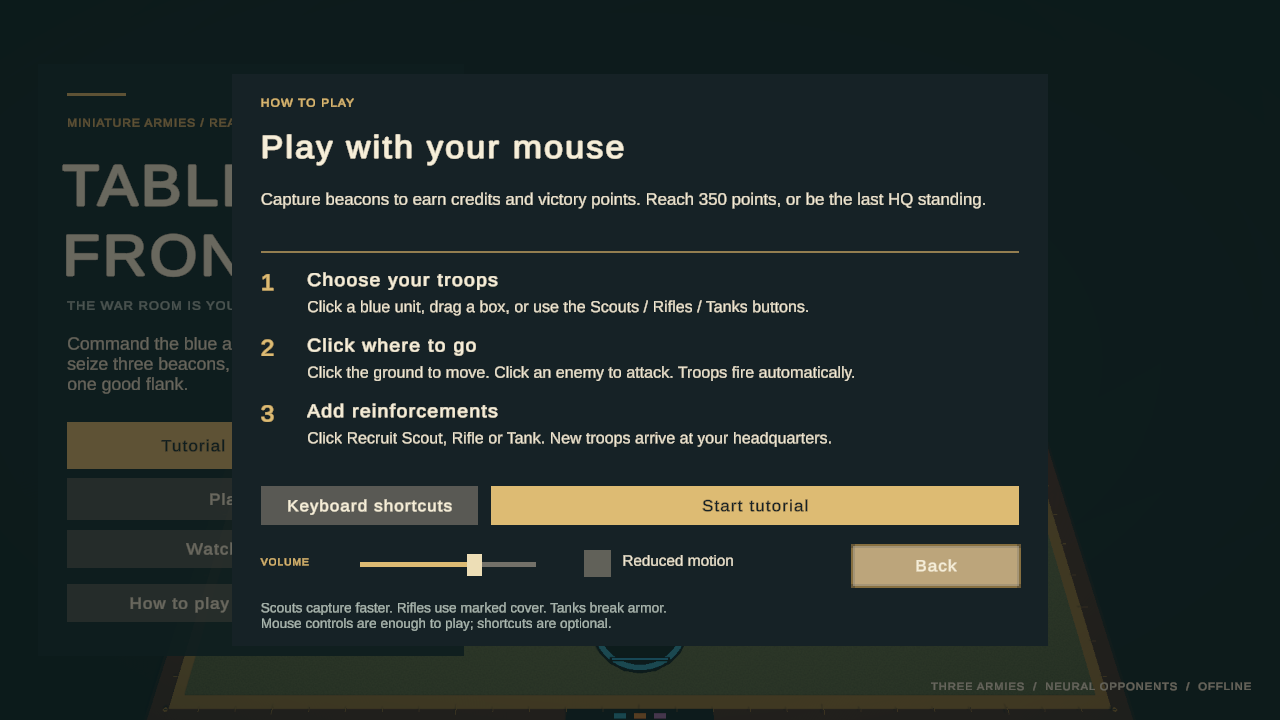 HOW TO PLAY
Play with your mouse
Capture beacons to earn credits and victory points. Reach 350 points, or be the last HQ standing.
1 Choose your troops
Click a blue unit, drag a box, or use the Scouts / Rifles / Tanks buttons.
2 Click where to go
Click the ground to move. Click an enemy to attack. Troops fire automatically.
3 Add reinforcements
Click Recruit Scout, Rifle or Tank. New troops arrive at your headquarters.
Keyboard shortcuts
Start tutorial
VOLUME
Reduced motion
Back
Scouts capture faster. Rifles use marked cover. Tanks break armor.
Mouse controls are enough to play; shortcuts are optional.
MINIATURE ARMIES /
THE WAR ROOM IS
Command the blue
seize three beacons,
one good flank.
Tutorial
How to play
THREE ARMIES / NEURAL OPPONENTS / OFFLINE